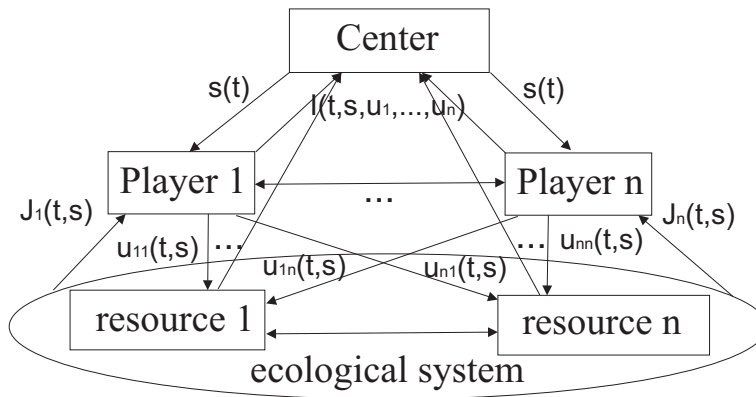 Center
s(t)
I(t,s,u1,...,un)
s(t)
Player 1
...
Player n
J1(t,s)
u11(t,s)
...
u1n(t,s)
un1(t,s)
...
unn(t,s)
Jn(t,s)
resource 1
resource n
ecological system